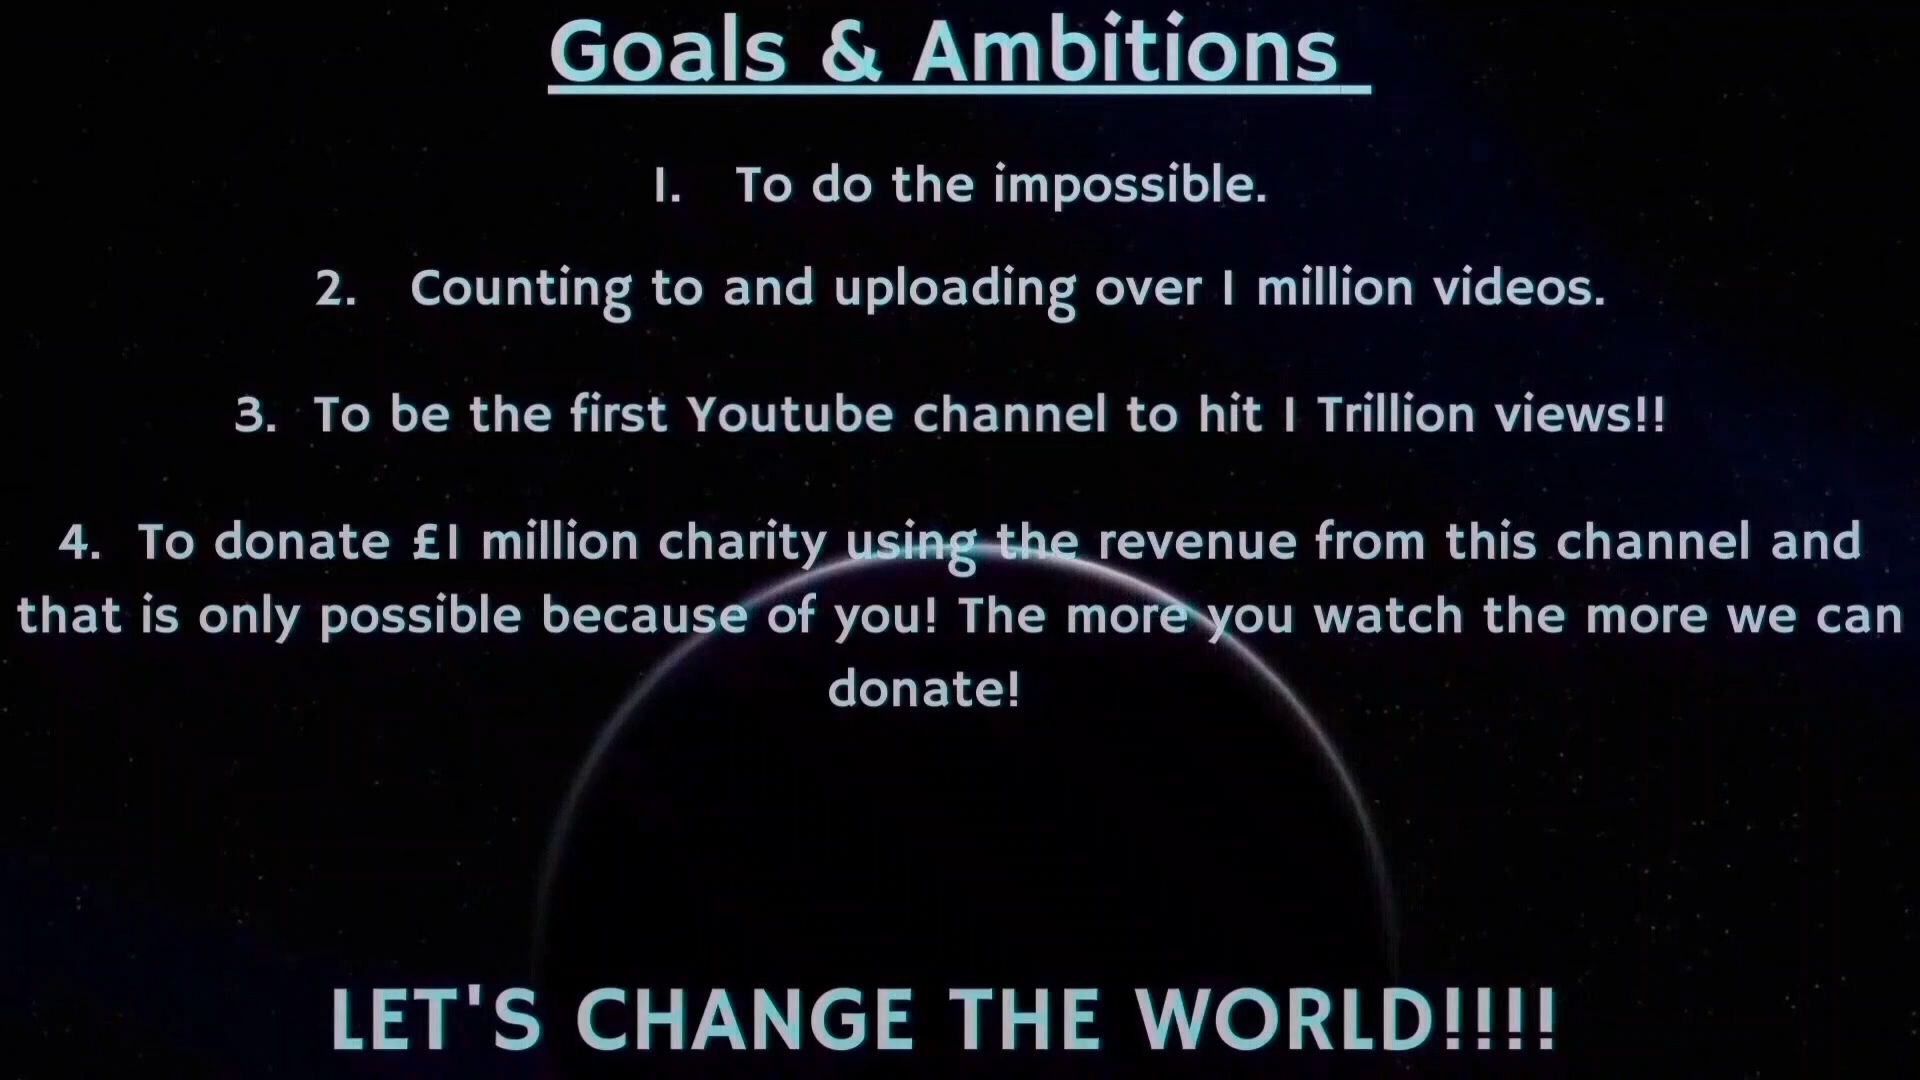 Goals & Ambitions
1. To do the impossible.
2. Counting to and uploading over 1 million videos.
3. To be the first Youtube channel to hit 1 Trillion views!!
4. To donate £1 million charity using the revenue from this channel and
that is only possible because of you! The more you watch the more we can
donate!
LET'S CHANGE THE WORLD!!!!